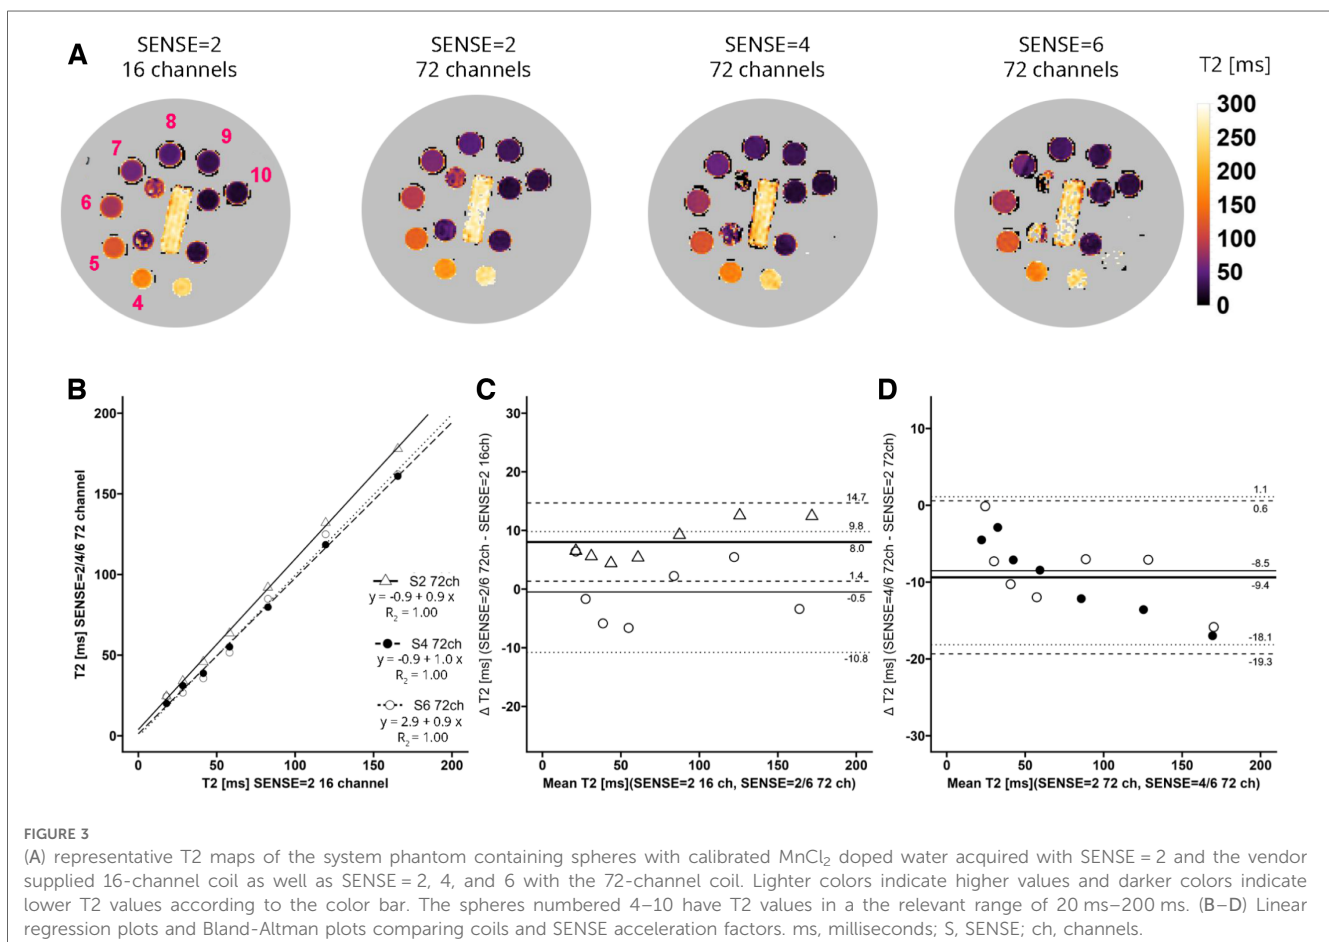 A
SENSE=2
16 channels
SENSE=2
72 channels
SENSE=4
72 channels
SENSE=6
72 channels
T2 [ms]
300
250
200
150
100
50
0
8
9
7
10
6
5
4
B
T2 [ms] SENSE=2/4/6 72 channel
200
150
100
50
0
S2 72ch
y = -0.9 + 0.9 x
R2 = 1.00
S4 72ch
y = -0.9 + 1.0 x
R2 = 1.00
S6 72ch
y = 2.9 + 0.9 x
R2 = 1.00
0
50
100
150
200
T2 [ms] SENSE=2 16 channel
C
Δ T2 [ms] (SENSE=2/6 72ch - SENSE=2 16ch)
30
20
10
0
-10
-20
14.7
9.8
8.0
1.4
-0.5
-10.8
0
50
100
150
200
Mean T2 [ms](SENSE=2 16 ch, SENSE=2/6 72 ch)
D
Δ T2 [ms] (SENSE=4/6 72ch - SENSE=2 72ch)
10
0
-10
-20
-30
1.1
0.6
-8.5
-9.4
-18.1
-19.3
0
50
100
150
200
Mean T2 [ms](SENSE=2 72 ch, SENSE=4/6 72 ch)
FIGURE 3
(A) representative T2 maps of the system phantom containing spheres with calibrated MnCl2 doped water acquired with SENSE = 2 and the vendor
supplied 16-channel coil as well as SENSE = 2, 4, and 6 with the 72-channel coil. Lighter colors indicate higher values and darker colors indicate
lower T2 values according to the color bar. The spheres numbered 4–10 have T2 values in a the relevant range of 20 ms–200 ms. (B–D) Linear
regression plots and Bland-Altman plots comparing coils and SENSE acceleration factors. ms, milliseconds; S, SENSE; ch, channels.